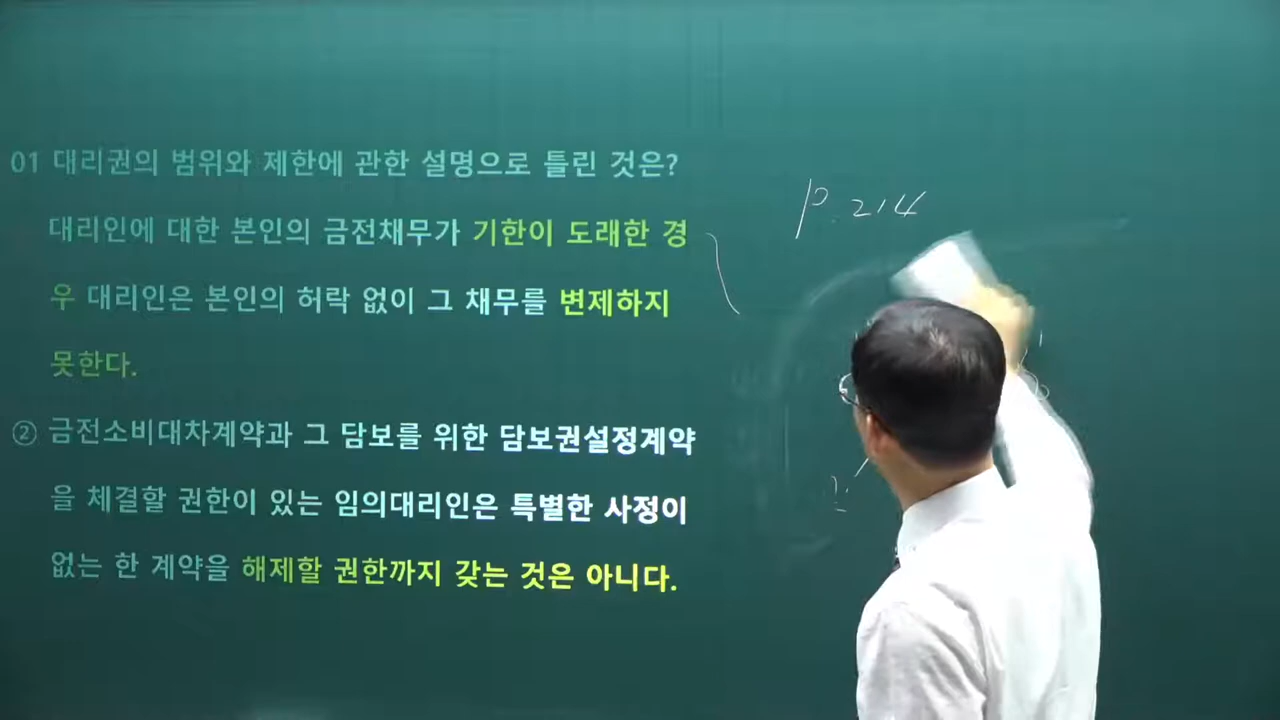 01 대리권의 범위와 제한에 관한 설명으로 틀린 것은?
대리인에 대한 본인의 금전채무가 기한이 도래한 경
우 대리인은 본인의 허락 없이 그 채무를 변제하지
못한다.
② 금전소비대차계약과 그 담보를 위한 담보권설정계약
을 체결할 권한이 있는 임의대리인은 특별한 사정이
없는 한 계약을 해제할 권한까지 갖는 것은 아니다.
p.214